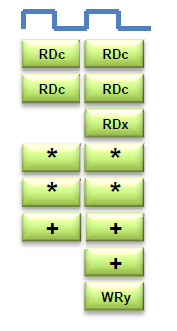 RDc RDc
RDc RDc
RDx
* *
* *
+ +
+
WRy